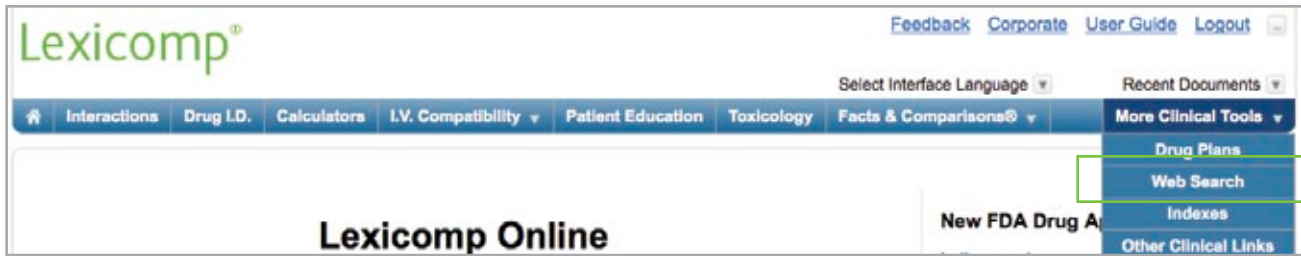 Lexicomp®
Feedback Corporate User Guide Logout
Select Interface Language Recent Documents
Interactions Drug I.D. Calculators I.V. Compatibility Patient Education Toxicology Facts & Comparisons® More Clinical Tools
Drug Plans
Web Search
Indexes
Other Clinical Links
Lexicomp Online
New FDA Drug